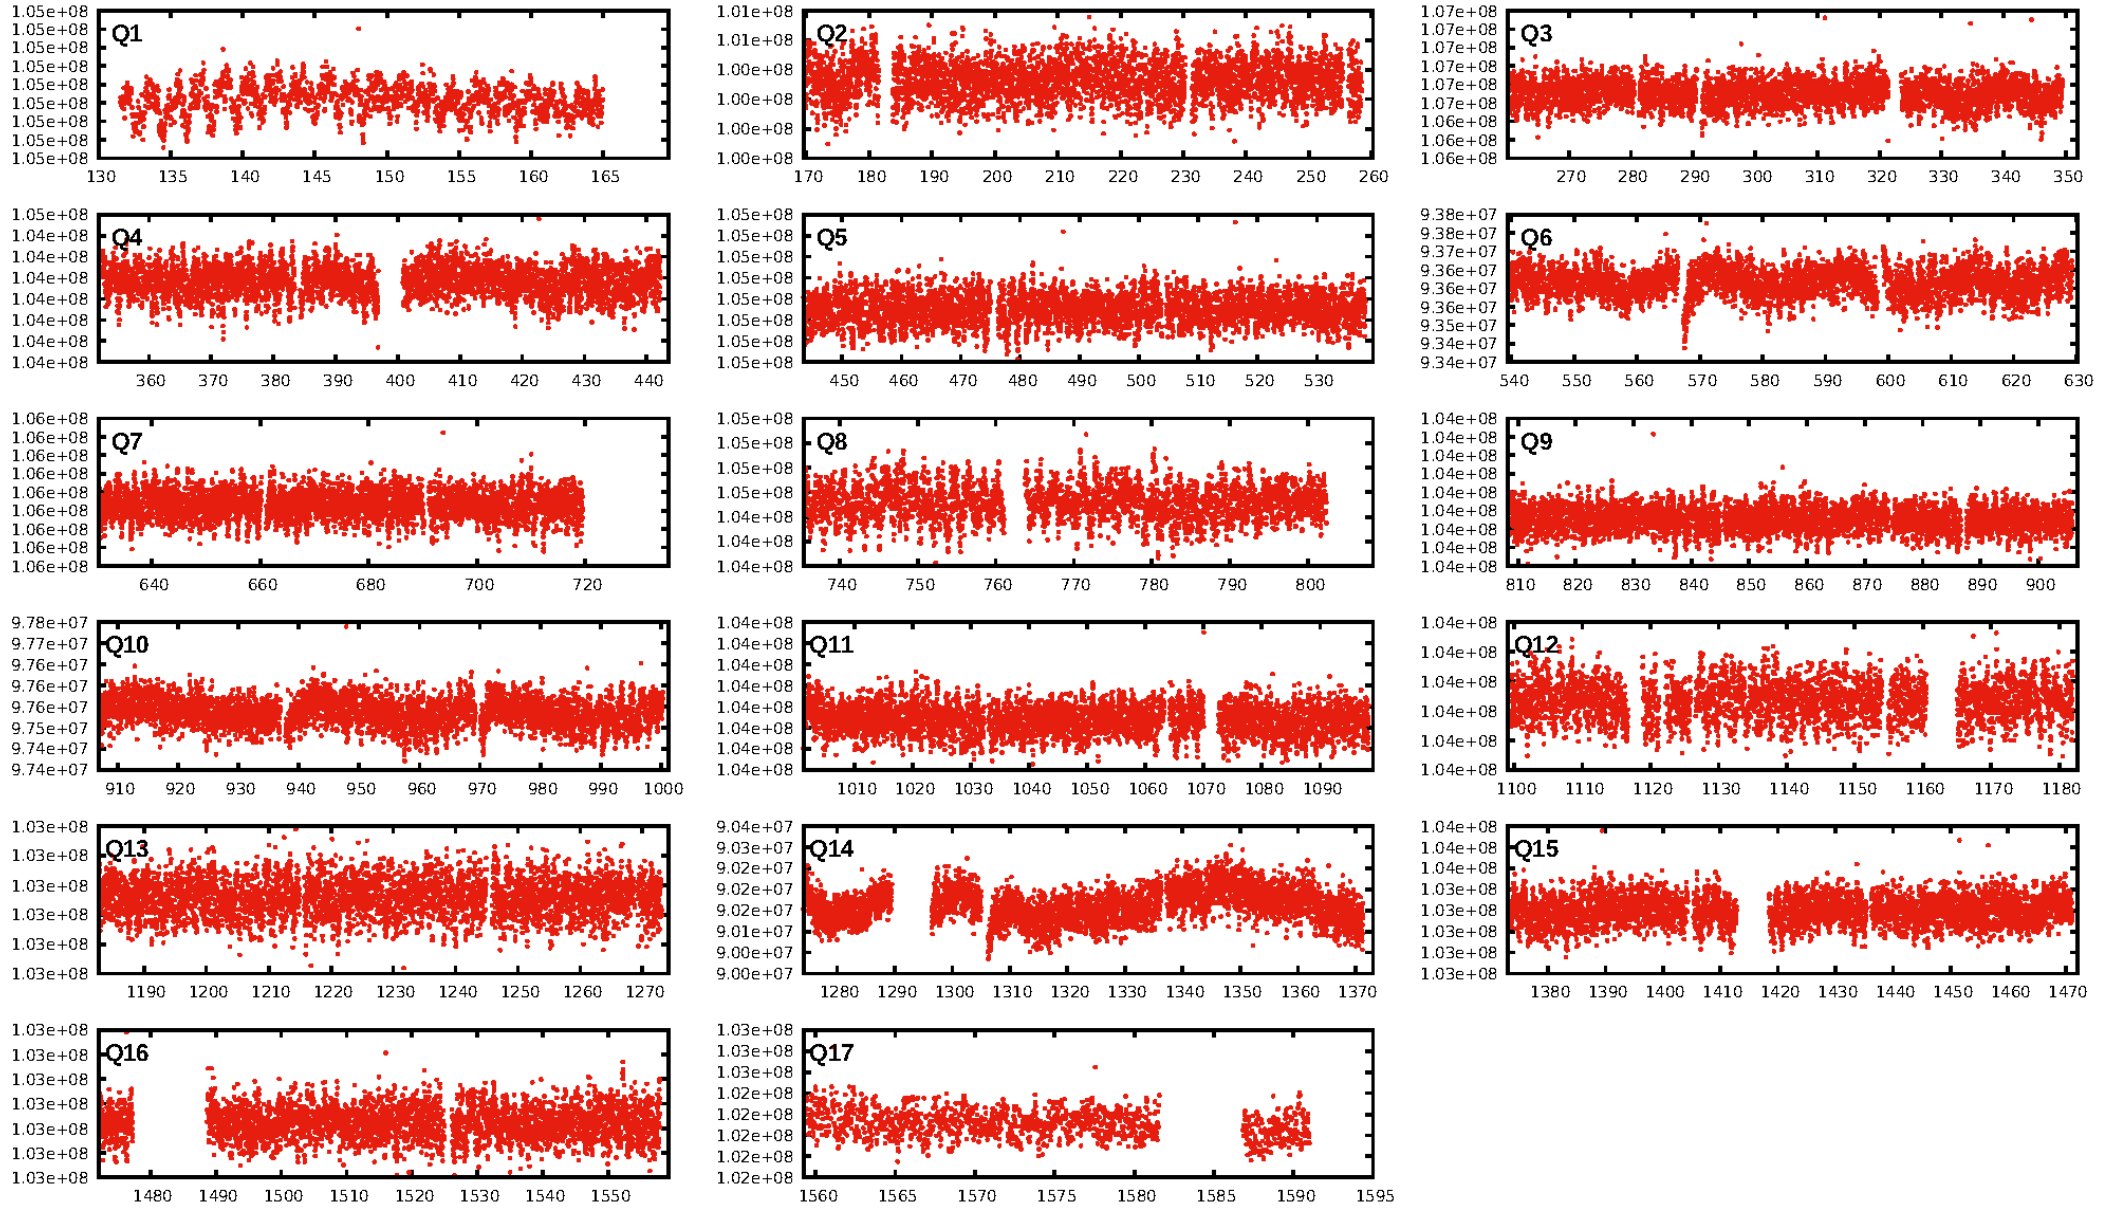 1.05e+08 1.05e+08 1.05e+08 1.05e+08 1.05e+08 1.05e+08 1.05e+08 1.05e+08 1.05e+08
Q1
130 135 140 145 150 155 160 165
1.01e+08 1.01e+08 1.00e+08 1.00e+08 1.00e+08 1.00e+08
Q2
170 180 190 200 210 220 230 240 250 260
1.07e+08 1.07e+08 1.07e+08 1.07e+08 1.07e+08 1.07e+08 1.06e+08 1.06e+08 1.06e+08
Q3
270 280 290 300 310 320 330 340 350
1.05e+08 1.04e+08 1.04e+08 1.04e+08 1.04e+08 1.04e+08 1.04e+08 1.04e+08
Q4
360 370 380 390 400 410 420 430 440
1.05e+08 1.05e+08 1.05e+08 1.05e+08 1.05e+08 1.05e+08 1.05e+08 1.05e+08
Q5
450 460 470 480 490 500 510 520 530
9.38e+07 9.38e+07 9.37e+07 9.36e+07 9.36e+07 9.36e+07 9.35e+07 9.34e+07 9.34e+07
Q6
540 550 560 570 580 590 600 610 620 630
1.06e+08 1.06e+08 1.06e+08 1.06e+08 1.06e+08 1.06e+08 1.06e+08 1.06e+08 1.06e+08
Q7
640 660 680 700 720
1.05e+08 1.05e+08 1.05e+08 1.05e+08 1.04e+08 1.04e+08 1.04e+08
Q8
740 750 760 770 780 790 800
1.04e+08 1.04e+08 1.04e+08 1.04e+08 1.04e+08 1.04e+08 1.04e+08 1.04e+08 1.04e+08
Q9
810 820 830 840 850 860 870 880 890 900
9.78e+07 9.77e+07 9.76e+07 9.76e+07 9.76e+07 9.75e+07 9.74e+07 9.74e+07
Q10
910 920 930 940 950 960 970 980 990 1000
1.04e+08 1.04e+08 1.04e+08 1.04e+08 1.04e+08 1.04e+08 1.04e+08 1.04e+08
Q11
1010 1020 1030 1040 1050 1060 1070 1080 1090
1.04e+08 1.04e+08 1.04e+08 1.04e+08 1.04e+08 1.04e+08
Q12
1100 1110 1120 1130 1140 1150 1160 1170 1180
1.03e+08 1.03e+08 1.03e+08 1.03e+08 1.03e+08 1.03e+08
Q13
1190 1200 1210 1220 1230 1240 1250 1260 1270
9.04e+07 9.03e+07 9.02e+07 9.02e+07 9.02e+07 9.01e+07 9.00e+07 9.00e+07
Q14
1280 1290 1300 1310 1320 1330 1340 1350 1360 1370
1.04e+08 1.04e+08 1.04e+08 1.03e+08 1.03e+08 1.03e+08 1.03e+08 1.03e+08
Q15
1380 1390 1400 1410 1420 1430 1440 1450 1460 1470
1.03e+08 1.03e+08 1.03e+08 1.03e+08 1.03e+08 1.03e+08 1.03e+08
Q16
1480 1490 1500 1510 1520 1530 1540 1550
1.03e+08 1.03e+08 1.03e+08 1.02e+08 1.02e+08 1.02e+08 1.02e+08 1.02e+08
Q17
1560 1565 1570 1575 1580 1585 1590 1595